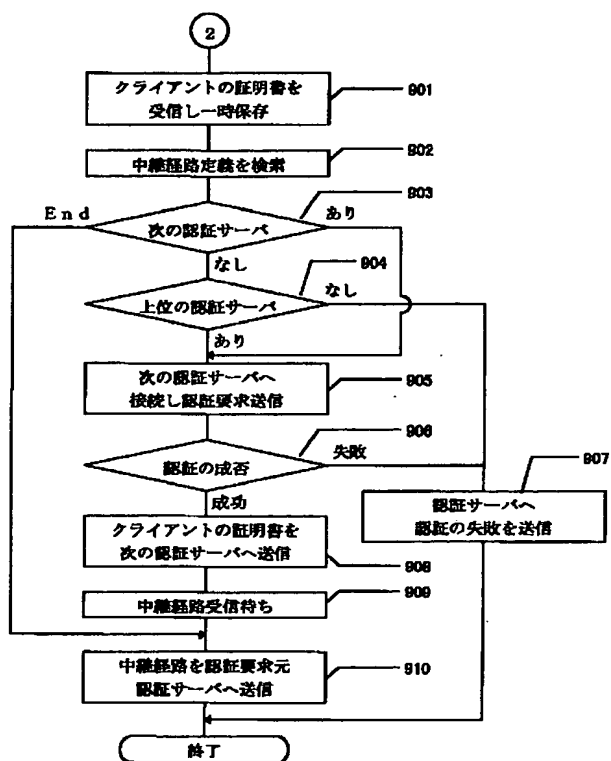 2
クライアントの証明書を
受信し一時保存
901
中継経路定義を検索
902
903
End
次の認証サーバ
あり
なし
904
上位の認証サーバ
なし
あり
次の認証サーバへ
接続し認証要求送信
905
906
認証の成否
失敗
成功
907
認証サーバへ
認証の失敗を送信
クライアントの証明書を
次の認証サーバへ送信
908
中継経路受信待ち
909
中継経路を認証要求元
認証サーバへ送信
910
終了